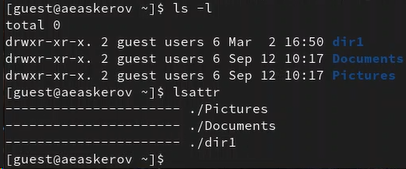 [guest@aeaskerov ~]$ ls -l
total 0
drwxr-xr-x. 2 guest users 6 Mar  2 16:50 dir1
drwxr-xr-x. 2 guest users 6 Sep 12 10:17 Documents
drwxr-xr-x. 2 guest users 6 Sep 12 10:17 Pictures
[guest@aeaskerov ~]$ lsattr
---------------------- ./Pictures
---------------------- ./Documents
---------------------- ./dir1
[guest@aeaskerov ~]$